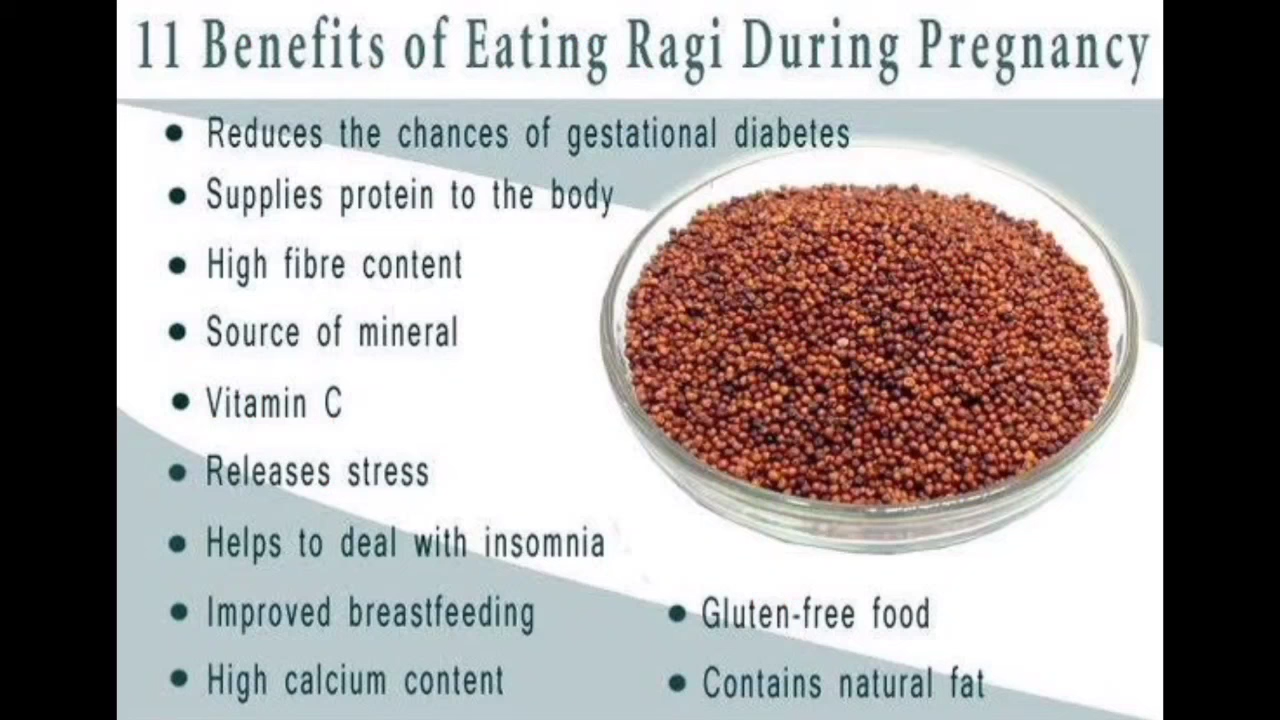 11 Benefits of Eating Ragi During Pregnancy
• Reduces the chances of gestational diabetes
• Supplies protein to the body
• High fibre content
• Source of mineral
• Vitamin C
• Releases stress
• Helps to deal with insomnia
• Improved breastfeeding
• High calcium content
• Gluten-free food
• Contains natural fat